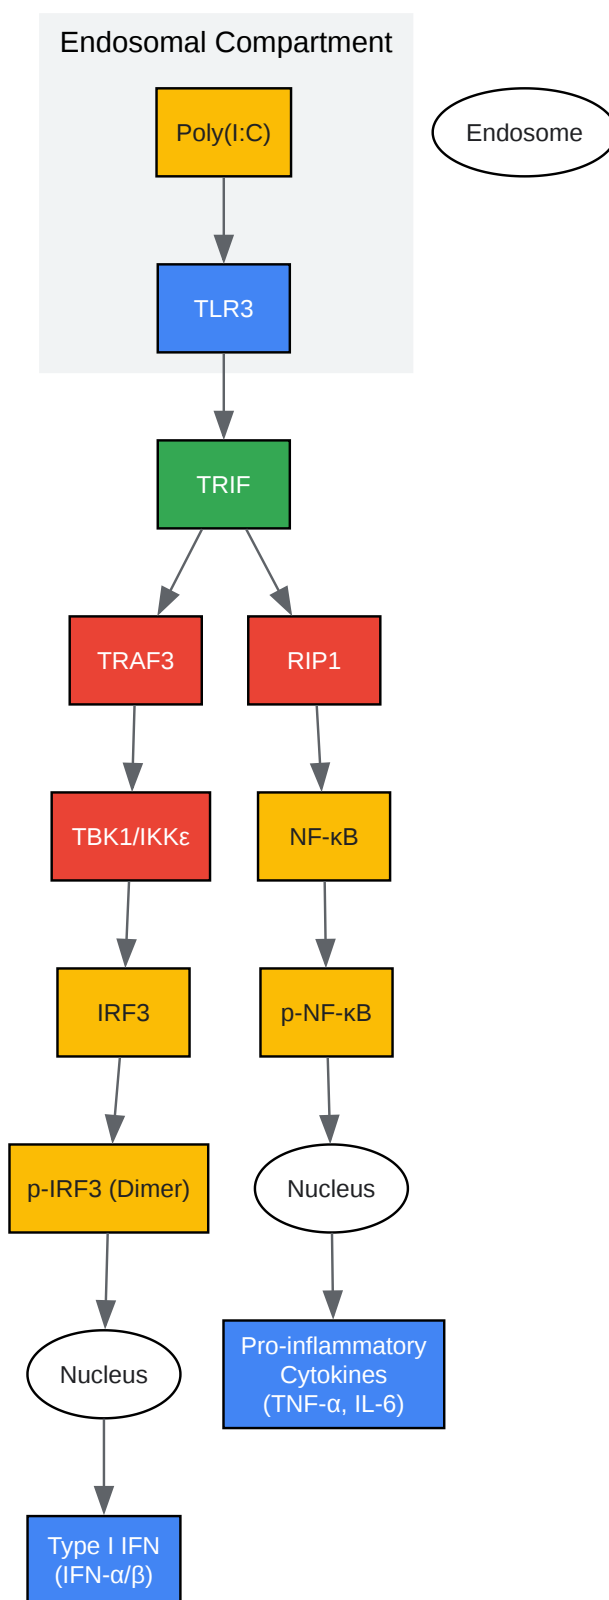 Endosomal Compartment
Poly(I:C)
Endosome
TLR3
TRIF
TRAF3
RIP1
TBK1/IKKε
NF-κB
IRF3
p-NF-κB
p-IRF3 (Dimer)
Nucleus
Nucleus
Pro-inflammatory
Cytokines
(TNF-α, IL-6)
Type I IFN
(IFN-α/β)